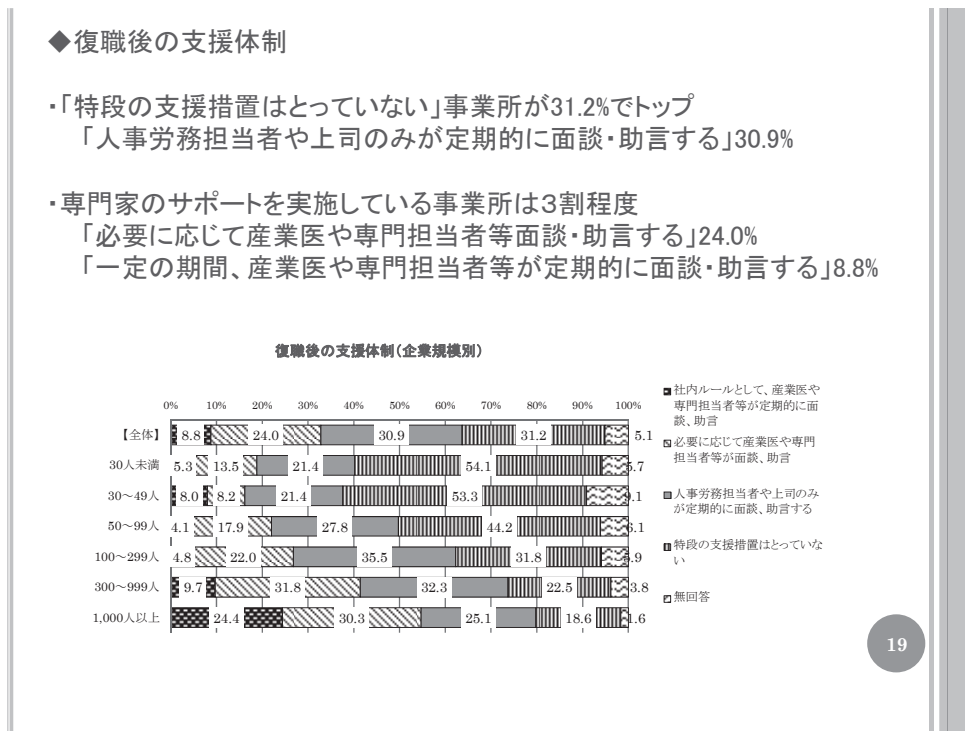 ◆復職後の支援体制
・「特段の支援措置はとっていない」事業所が31.2%でトップ
「人事労務担当者や上司のみが定期的に面談・助言する」30.9%
・専門家のサポートを実施している事業所は３割程度
「必要に応じて産業医や専門担当者等面談・助言する」24.0%
「一定の期間、産業医や専門担当者等が定期的に面談・助言する」8.8%
復職後の支援体制(企業規模別)
0% 10% 20% 30% 40% 50% 60% 70% 80% 90% 100%
【全体】 8.8 24.0 30.9 31.2 5.1
30人未満 5.3 13.5 21.4 54.1 5.7
30～49人 8.0 8.2 21.4 53.3 9.1
50～99人 4.1 17.9 27.8 44.2 6.1
100～299人 4.8 22.0 35.5 31.8 5.9
300～999人 9.7 31.8 32.3 22.5 3.8
1,000人以上 24.4 30.3 25.1 18.6 1.6
社内ルールとして、産業医や
専門担当者等が定期的に面
談、助言
必要に応じて産業医や専門
担当者等が面談、助言
人事労務担当者や上司のみ
が定期的に面談、助言する
特段の支援措置はとっていな
い
無回答
19